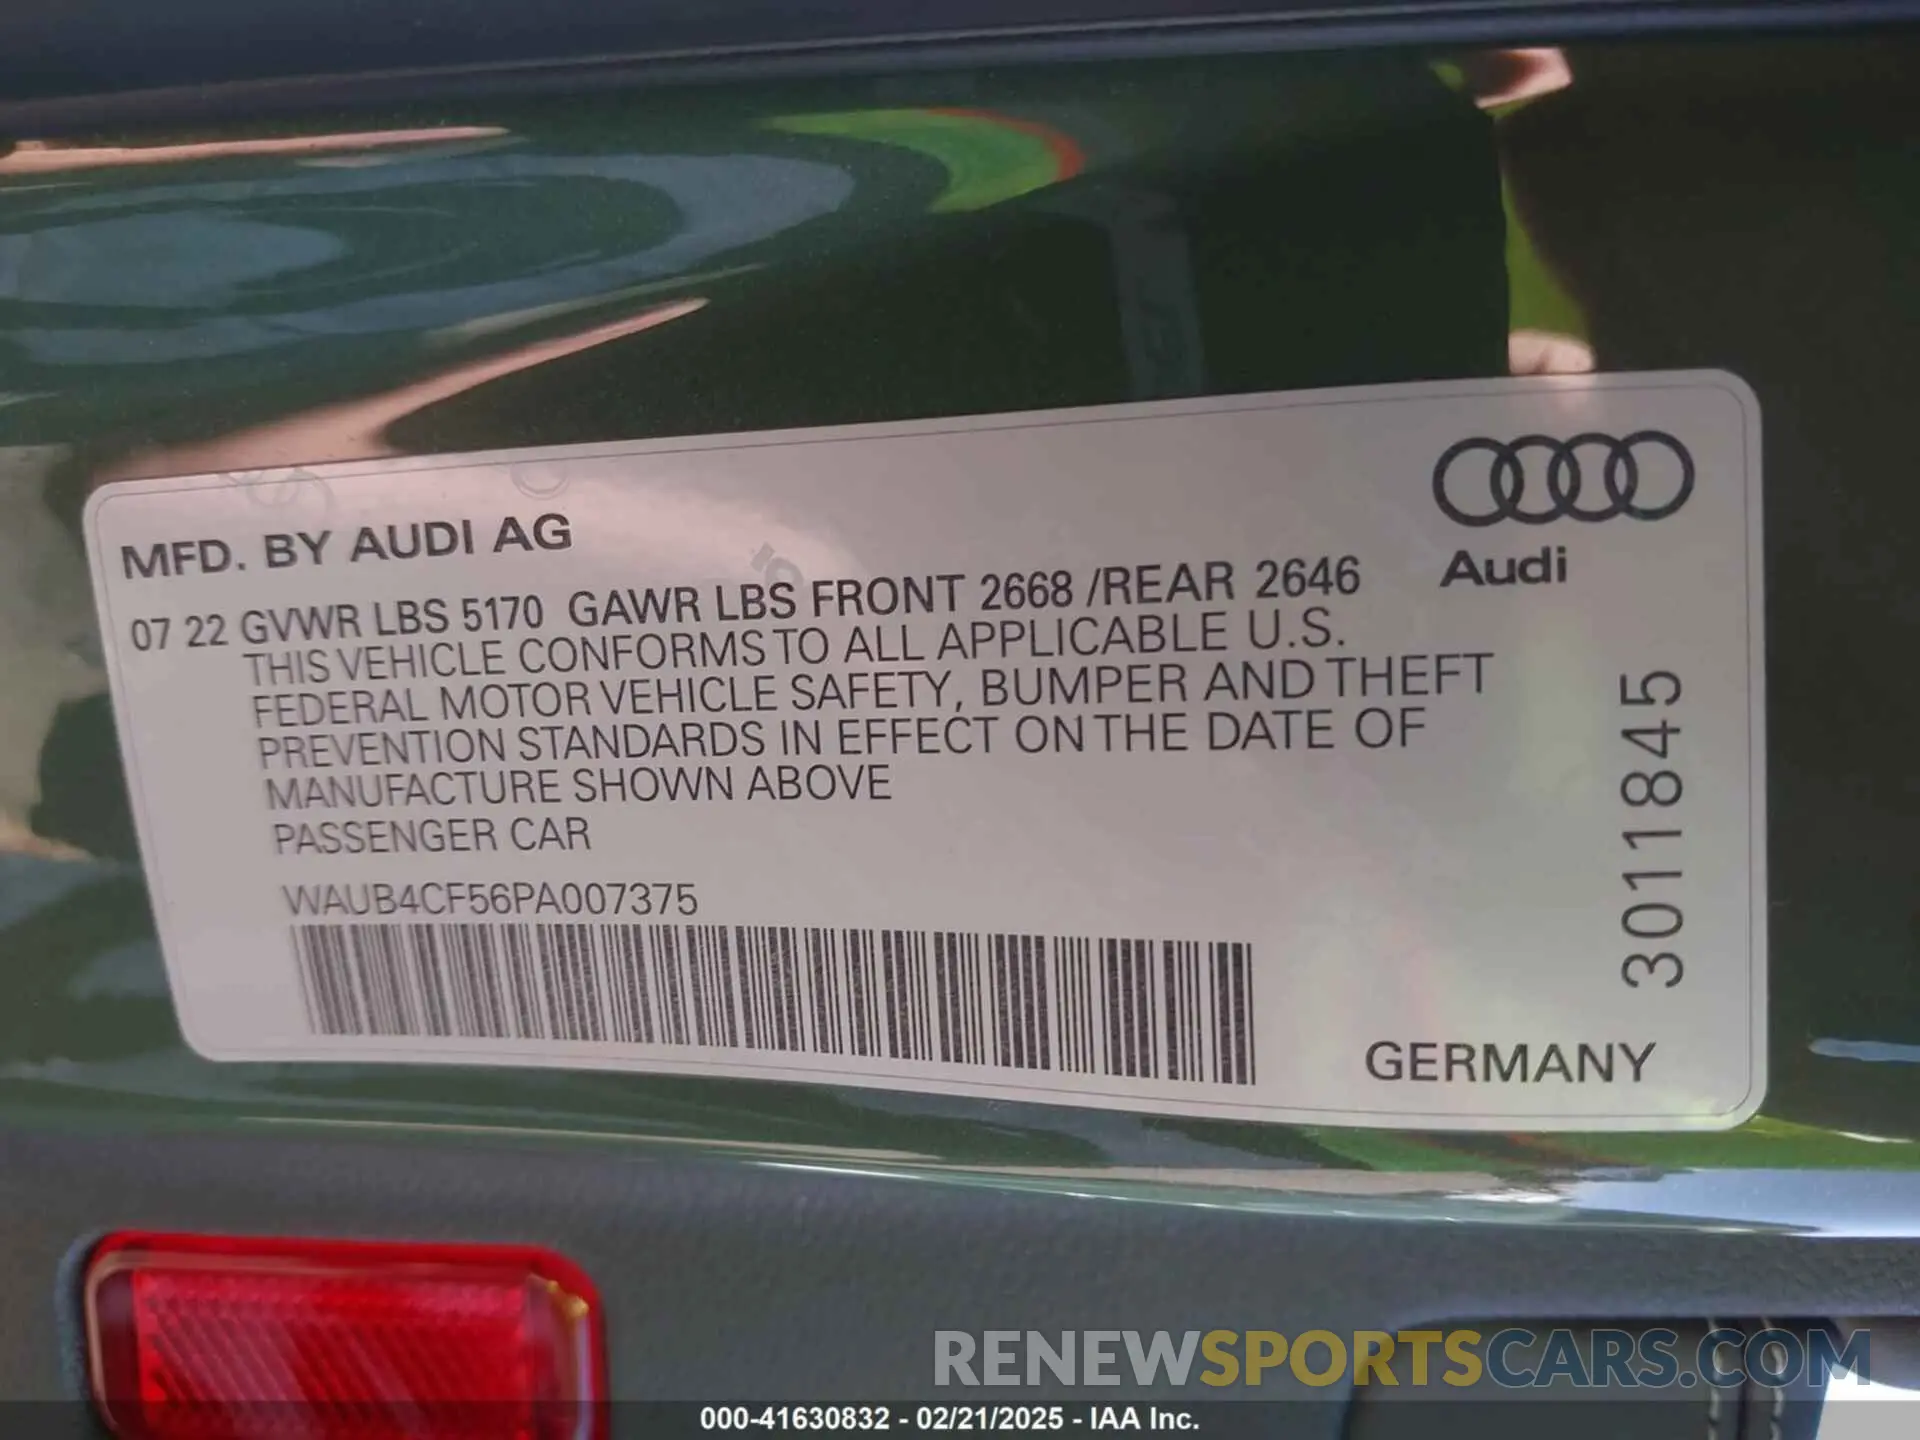 MFD. BY AUDI AG
07 22 GVWR LBS 5170 GAWR LBS FRONT 2668 /REAR 2646
THIS VEHICLE CONFORMS TO ALL APPLICABLE U.S.
FEDERAL MOTOR VEHICLE SAFETY, BUMPER AND THEFT
PREVENTION STANDARDS IN EFFECT ON THE DATE OF
MANUFACTURE SHOWN ABOVE
PASSENGER CAR
WAUB4CF56PA007375
Audi
3011845
GERMANY
RENEWSPORTSCARS.COM
000-41630832 - 02/21/2025 - IAA Inc.